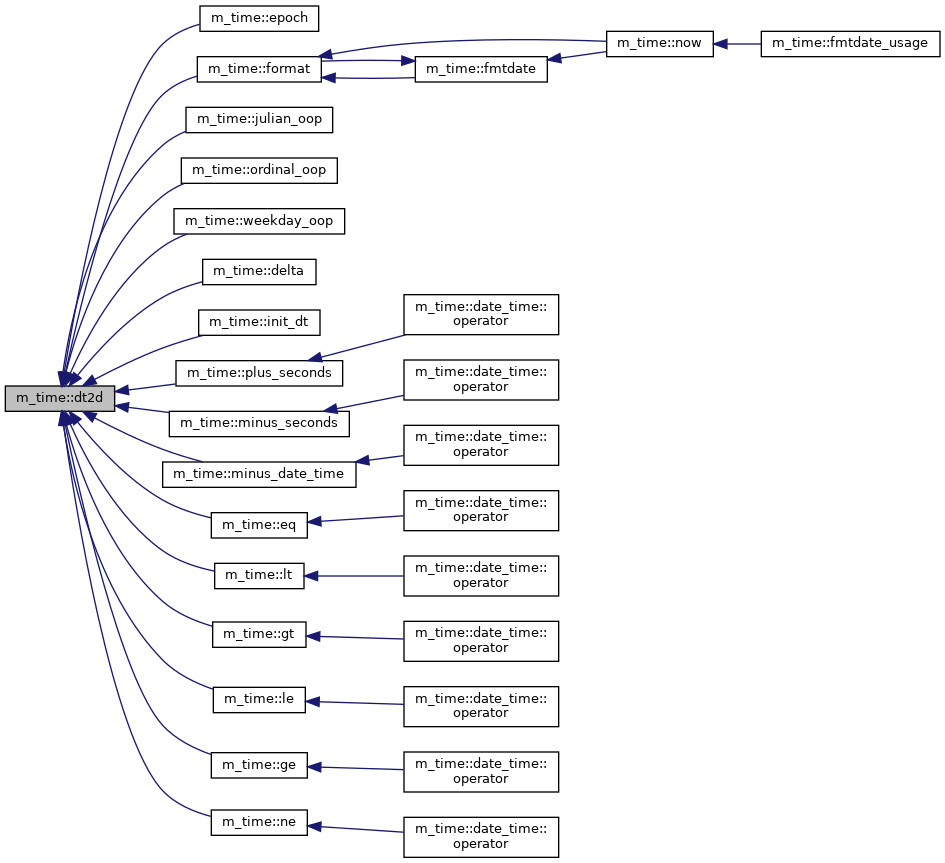 m_time::epoch
m_time::now
m_time::fmtdate_usage
m_time::format
m_time::fmtdate
m_time::julian_oop
m_time::ordinal_oop
m_time::weekday_oop
m_time::delta
m_time::date_time::
operator
m_time::init_dt
m_time::plus_seconds
m_time::date_time::
operator
m_time::dt2d
m_time::minus_seconds
m_time::date_time::
operator
m_time::minus_date_time
m_time::date_time::
operator
m_time::eq
m_time::date_time::
operator
m_time::lt
m_time::date_time::
operator
m_time::gt
m_time::date_time::
operator
m_time::le
m_time::date_time::
operator
m_time::ge
m_time::date_time::
operator
m_time::ne